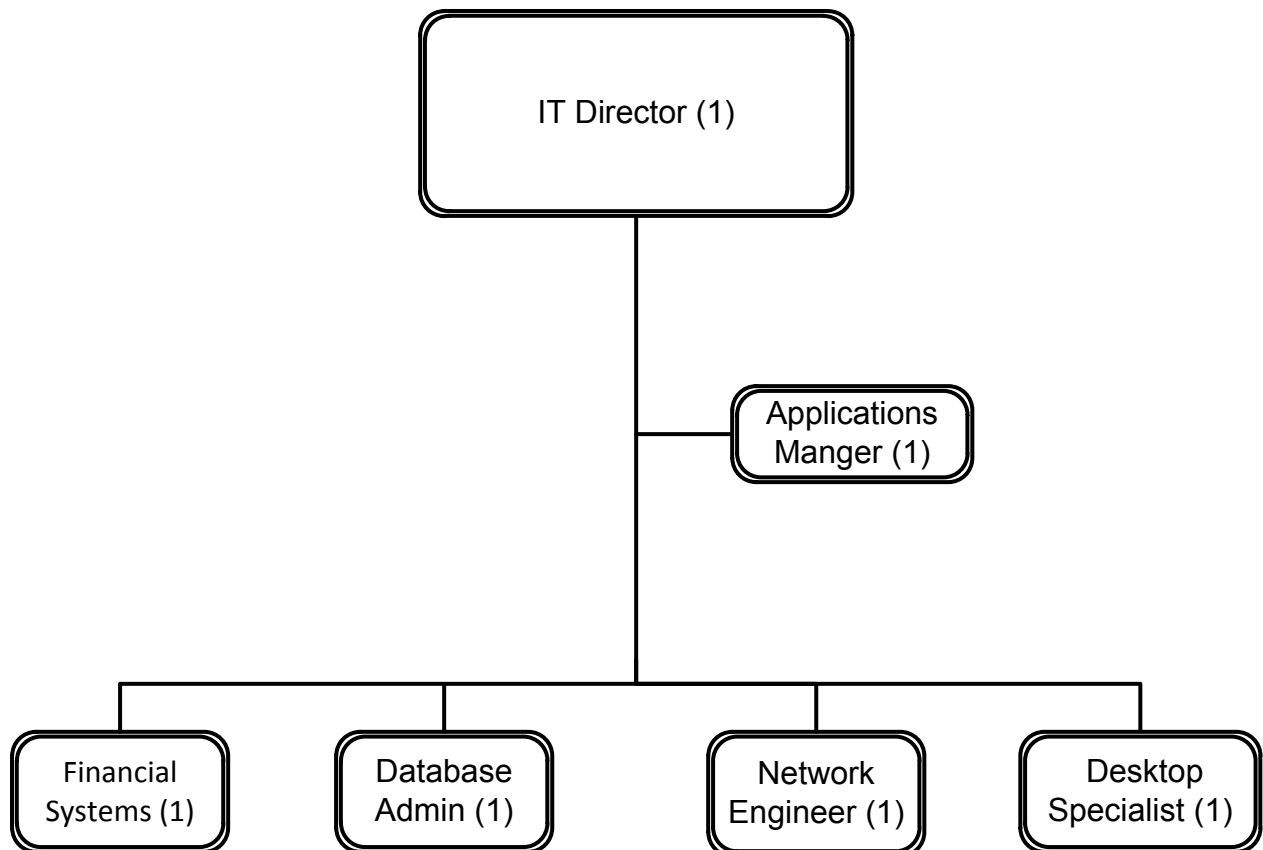 IT Director (1)
Applications
Manger (1)
Financial
Systems (1)
Database
Admin (1)
Network
Engineer (1)
Desktop
Specialist (1)